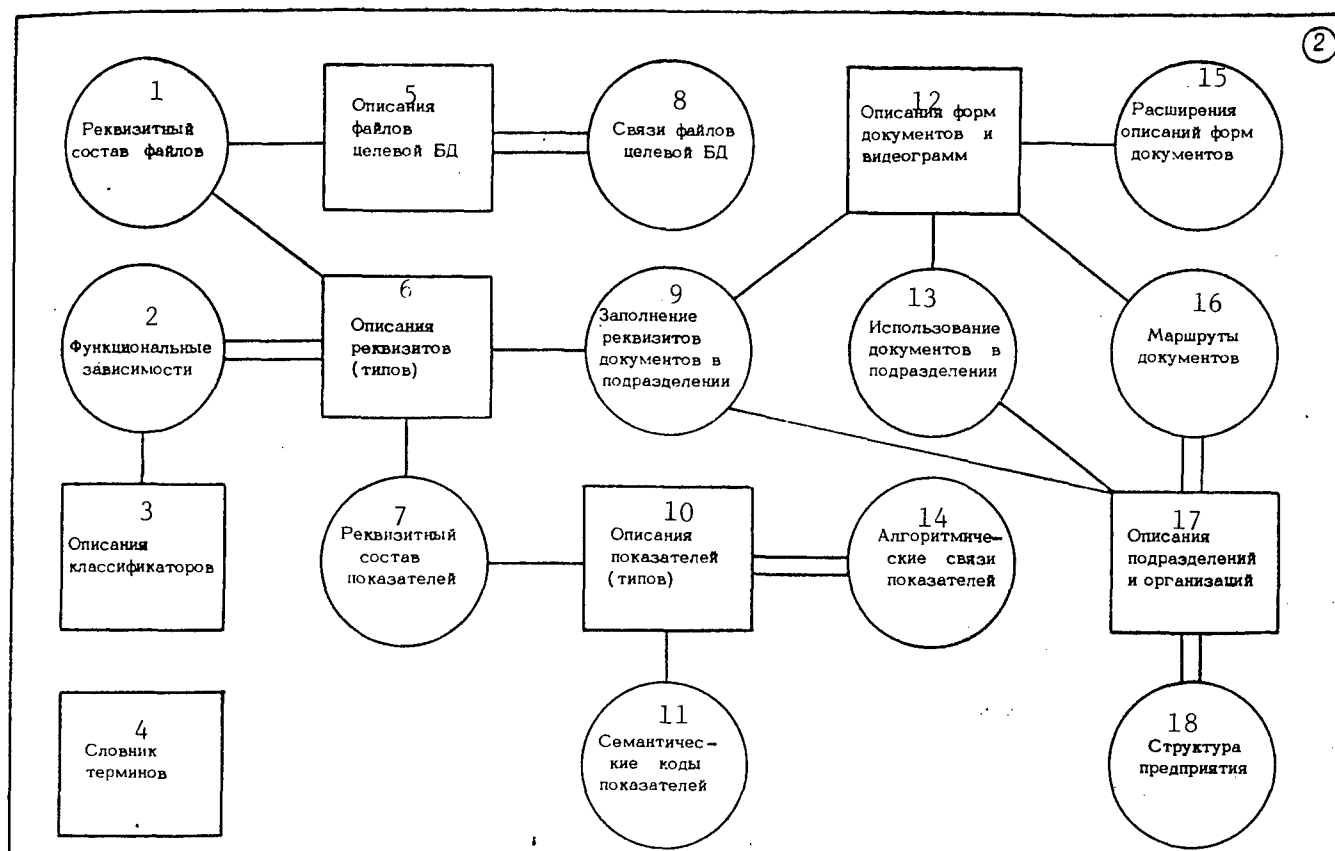 2
1
Реквизитный
состав файлов
5
Описания
файлов
целевой БД
8
Связи файлов
целевой БД
12
Описания форм
документов и
видеограмм
15
Расширения
описаний форм
документов
2
Функциональные
зависимости
6
Описания
реквизитов
(типов)
9
Заполнение
реквизитов
документов в
подразделении
13
Использование
документов в
подразделении
16
Маршруты
документов
3
Описания
классификаторов
7
Реквизитный
состав
показателей
10
Описания
показателей
(типов)
14
Алгоритмиче-
ские связи
показателей
17
Описания
подразделений
и организаций
4
Словник
терминов
11
Семантичес-
кие коды
показателей
18
Структура
предприятия